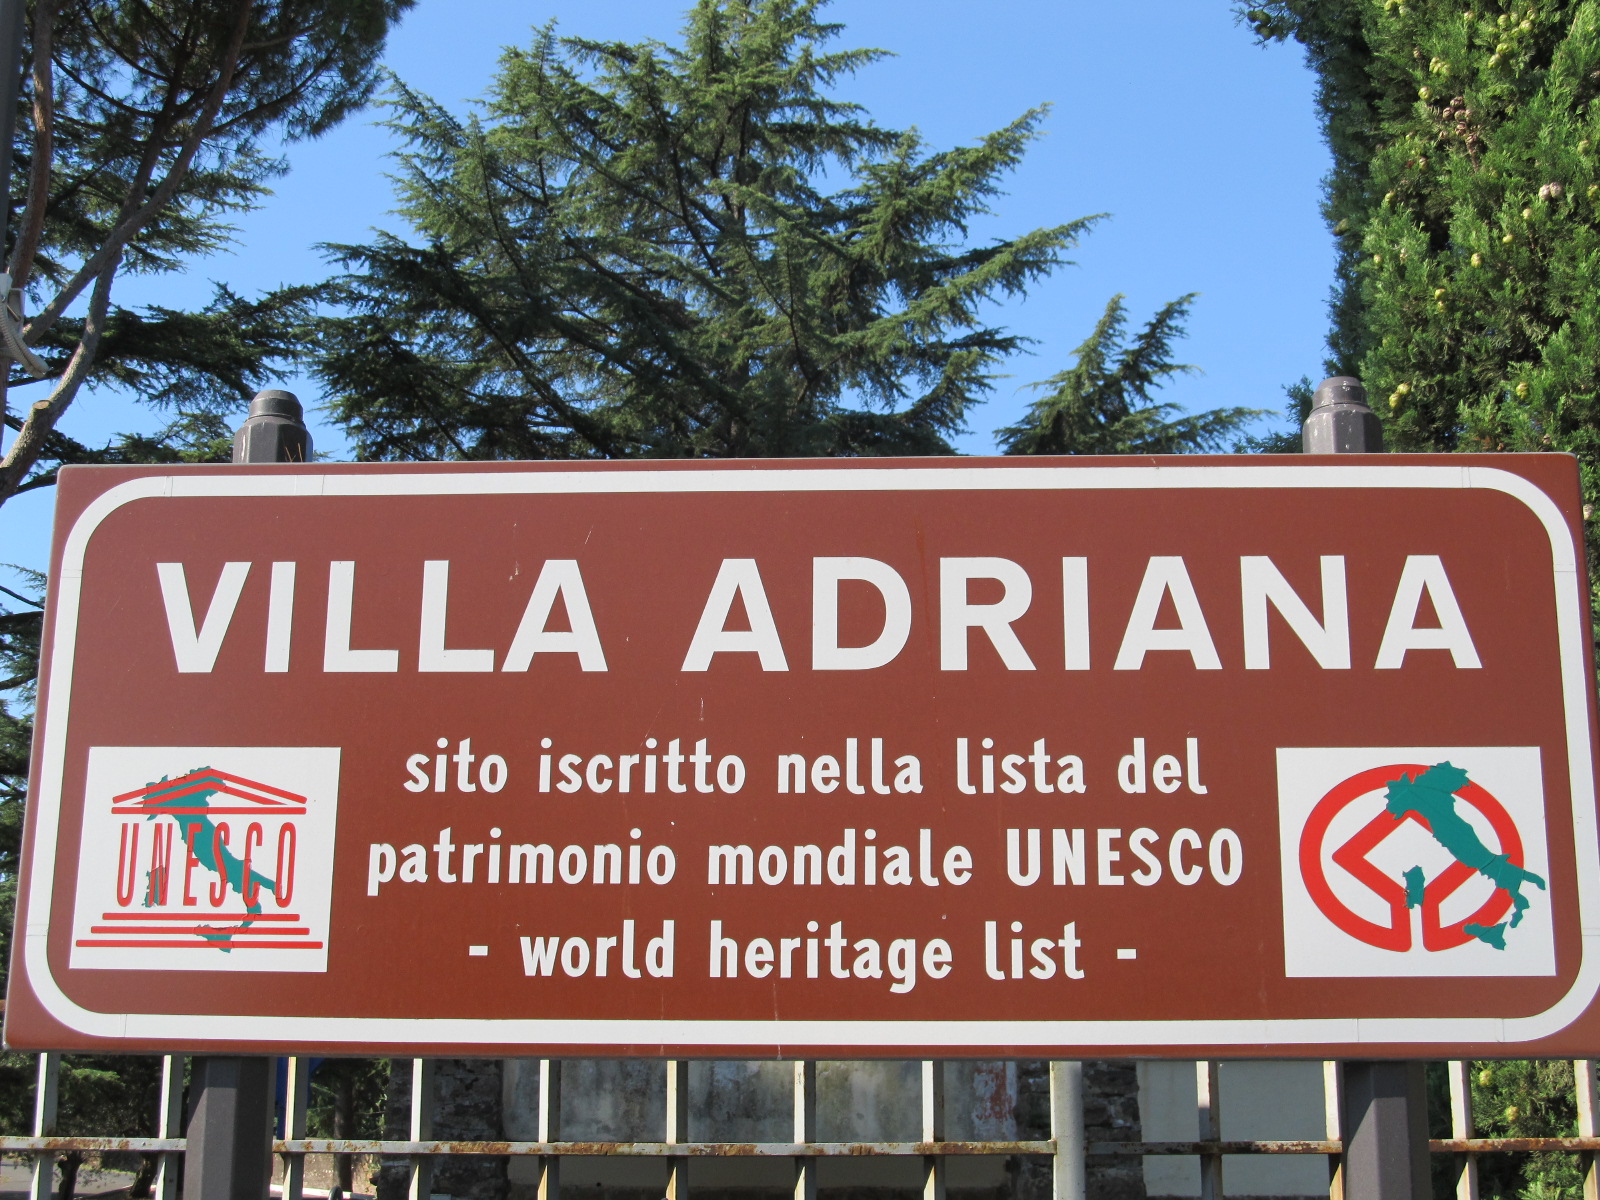 VILLA ADRIANA
sito iscritto nella lista del
patrimonio mondiale UNESCO
- world heritage list -
UNESCO